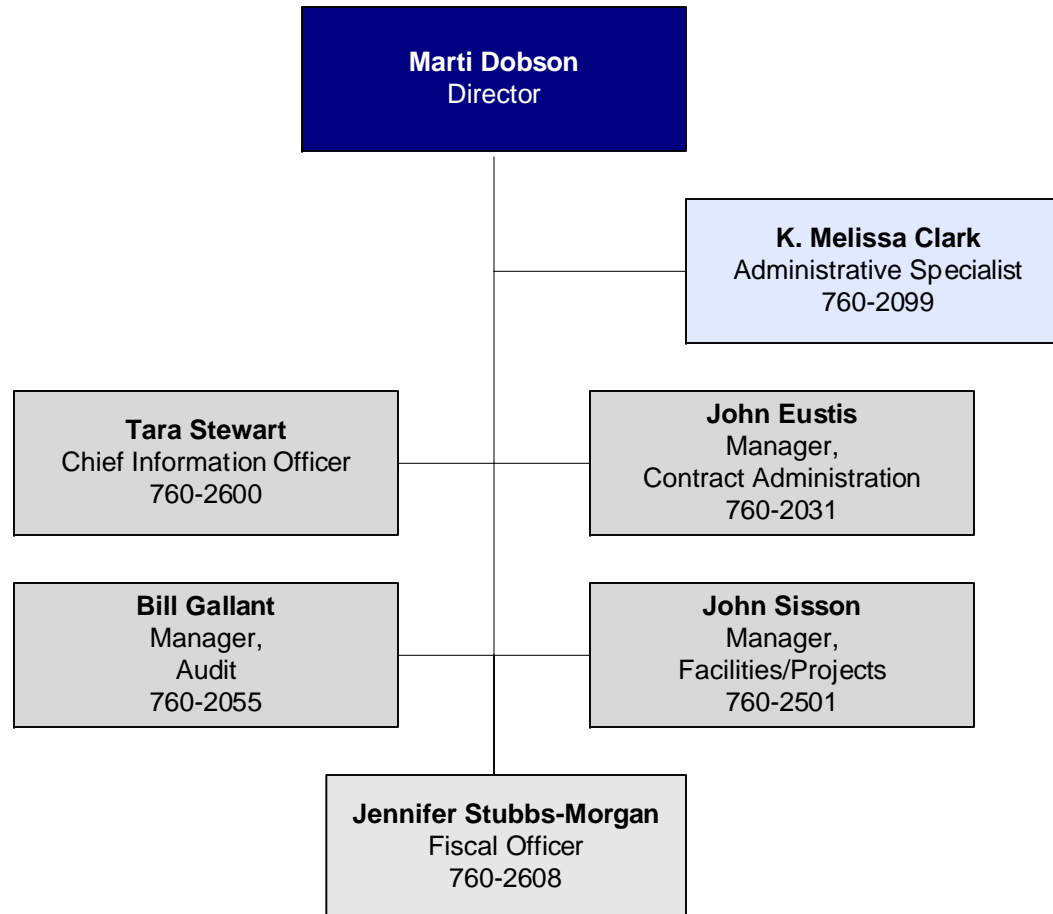 Marti Dobson
Director
K. Melissa Clark
Administrative Specialist
760-2099
Tara Stewart
Chief Information Officer
760-2600
John Eustis
Manager,
Contract Administration
760-2031
Bill Gallant
Manager,
Audit
760-2055
John Sisson
Manager,
Facilities/Projects
760-2501
Jennifer Stubbs-Morgan
Fiscal Officer
760-2608